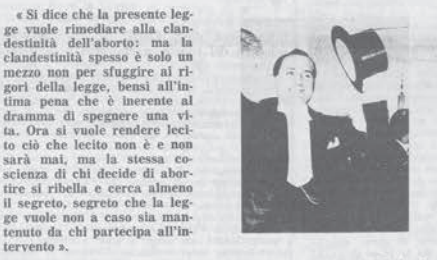 « Si dice che la presente leg-
ge vuole rimediare alla clan-
destinità dell'aborto: ma la
clandestinità spesso è solo un
mezzo non per sfuggire ai ri-
gori della legge, bensì all'in-
tima pena che è inerente al
dramma di spegnere una vi-
ta. Ora si vuole rendere leci-
to ciò che lecito non è e non
sarà mai, ma la stessa co-
scienza di chi decide di abor-
tire si ribella e cerca almeno
il segreto, segreto che la leg-
ge vuole non a caso sia man-
tenuto da chi partecipa all'in-
tervento ».